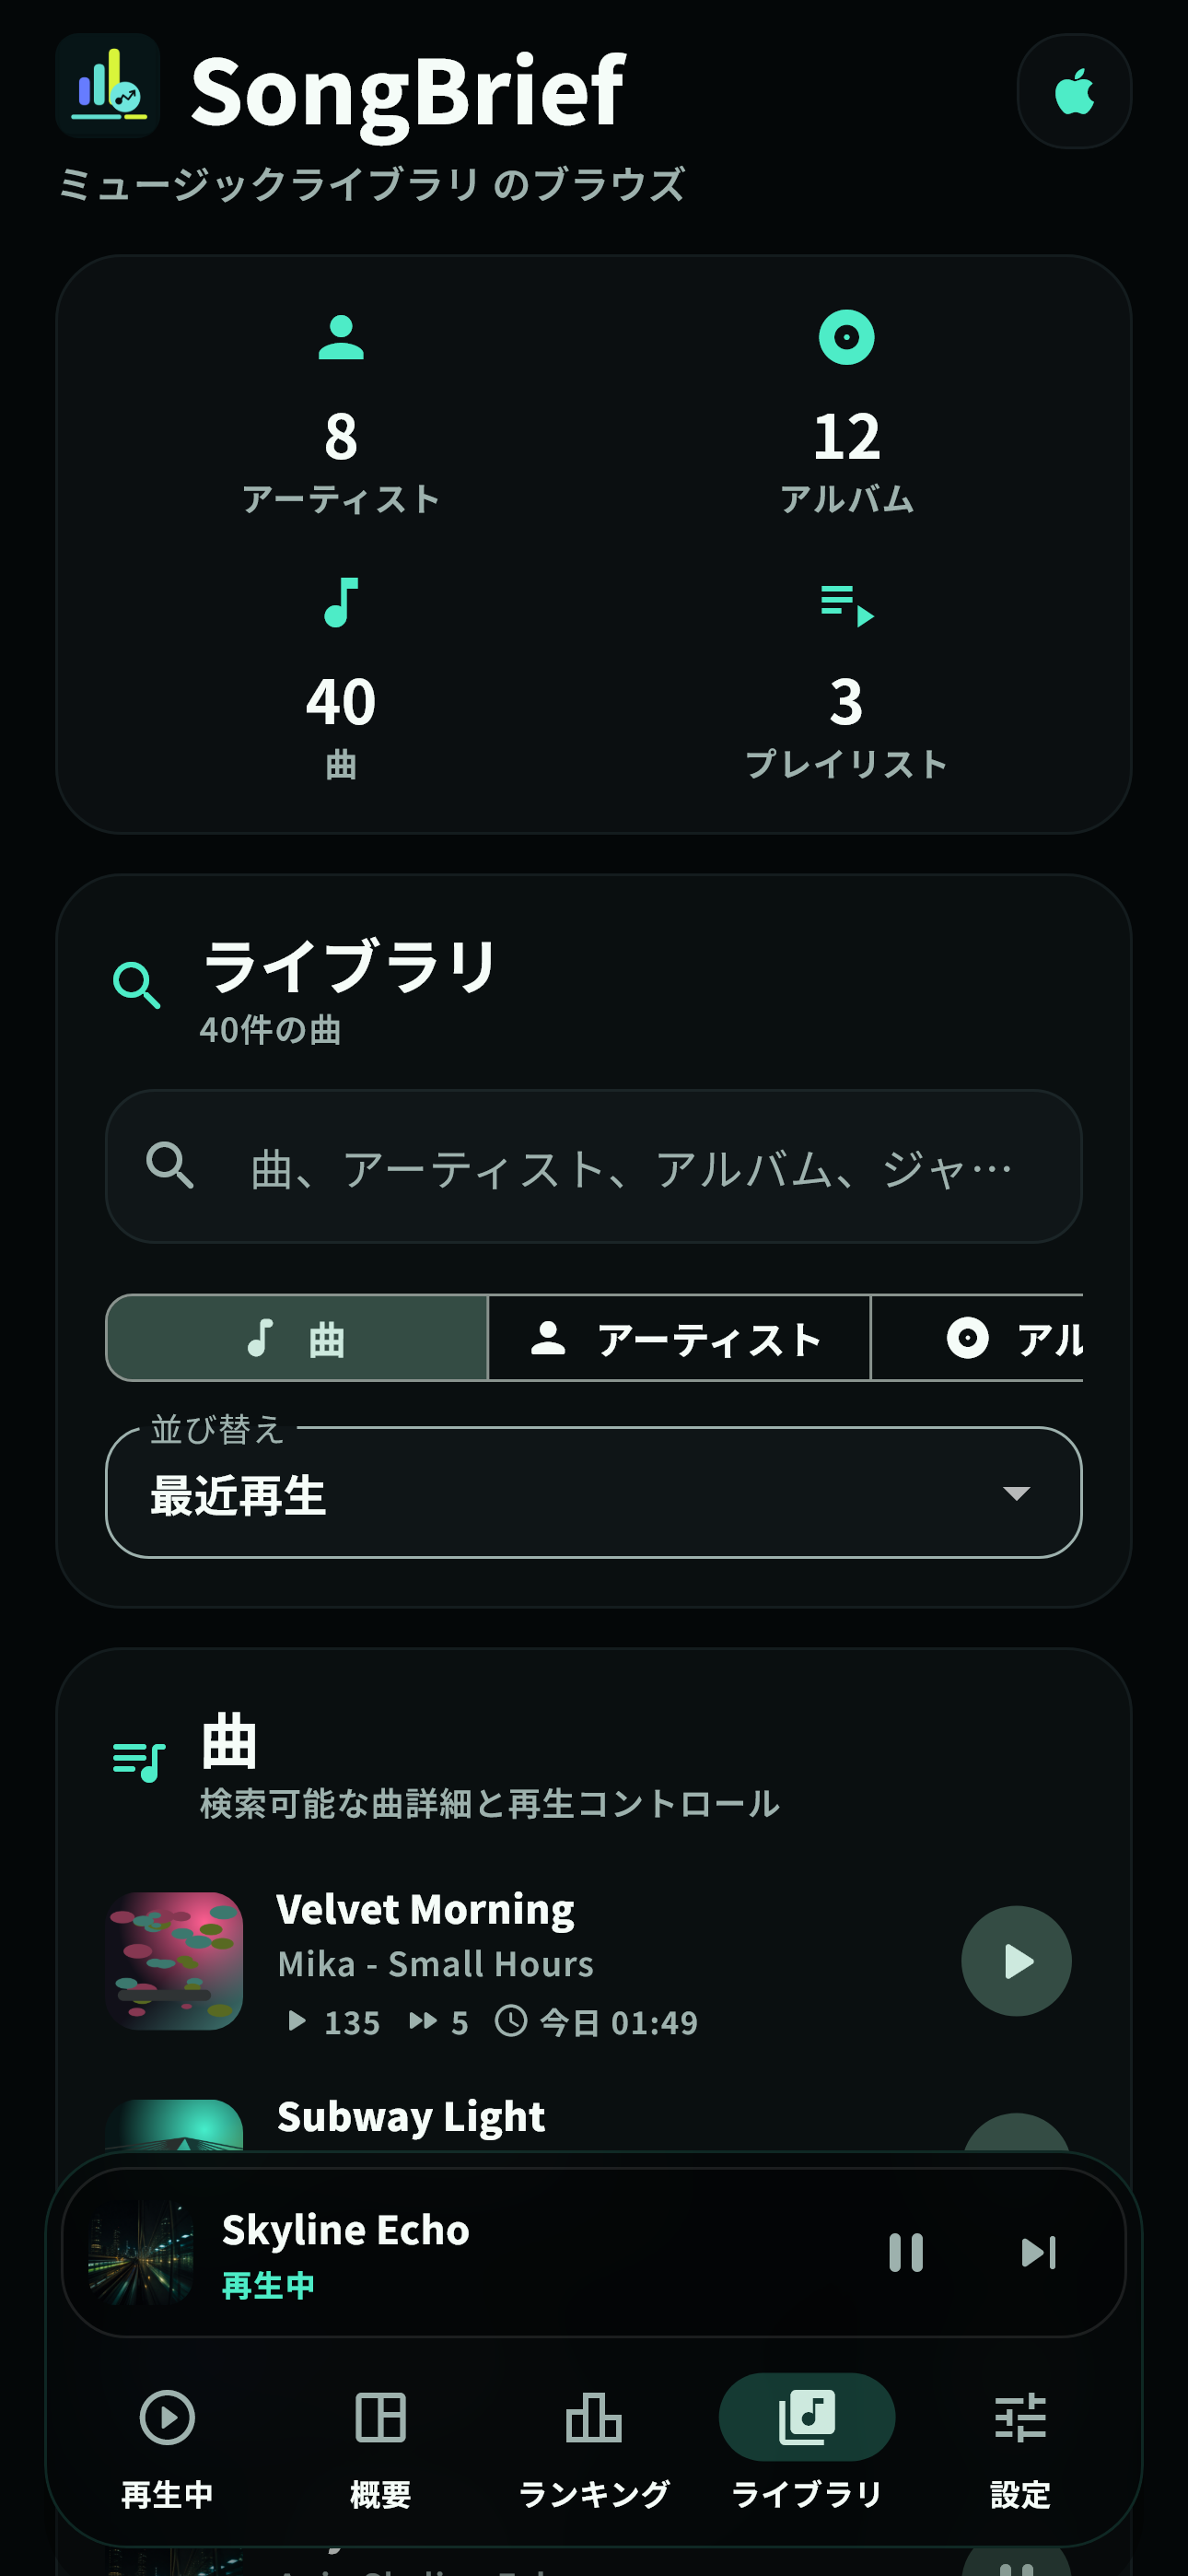 SongBrief
ミュージックライブラリ のブラウズ
8
アーティスト
12
アルバム
40
曲
3
プレイリスト
ライブラリ
40件の曲
曲、アーティスト、アルバム、ジャ…
曲
アーティスト
アル
並び替え
最近再生
曲
検索可能な曲詳細と再生コントロール
Velvet Morning
Mika - Small Hours
135 5 今日 01:49
Subway Light
Skyline Echo
再生中
再生中
概要
ランキング
ライブラリ
設定